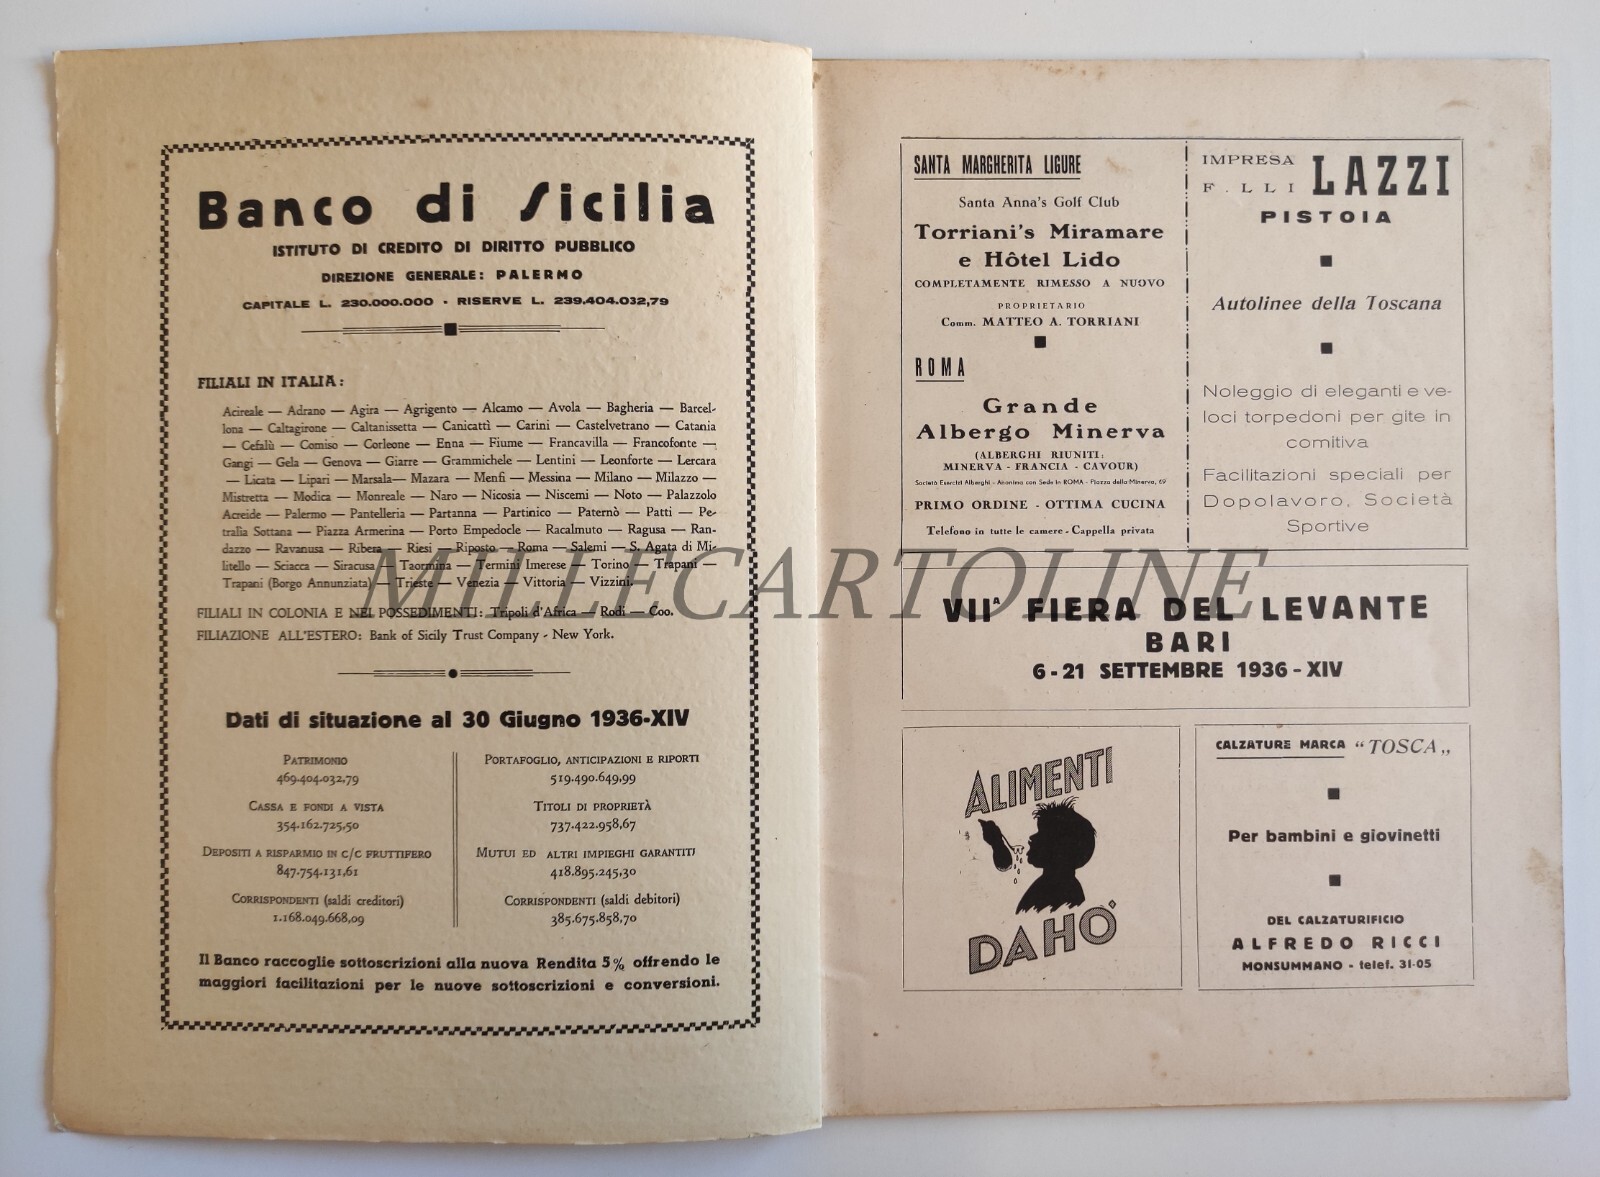 Banco di Sicilia
ISTITUTO DI CREDITO DI DIRITTO PUBBLICO
DIREZIONE GENERALE: PALERMO
CAPITALE L. 230.000.000 - RISERVE L. 239.404.032,79
FILIALI IN ITALIA:
Acireale — Adrano — Agira — Agrigento — Alcamo — Avola — Bagheria — Barcel-
lona — Caltagirone — Caltanissetta — Canicattì — Carini — Castelvetrano — Catania
— Cefalù — Comiso — Corleone — Enna — Fiume — Francavilla — Francofonte —
Gangi — Gela — Genova — Giarre — Grammichele — Lentini — Leonforte — Lercara
— Licata — Lipari — Marsala — Mazara — Menfi — Messina — Milano — Milazzo —
Mistretta — Modica — Monreale — Naro — Nicosia — Niscemi — Noto — Palazzolo
Acreide — Palermo — Pantelleria — Partanna — Partinico — Paternò — Patti — Pe-
tralia Sottana — Piazza Armerina — Porto Empedocle — Racalmuto — Ragusa — Ran-
dazzo — Ravanusa — Ribera — Riesi — Riposto — Roma — Salemi — S. Agata di Mi-
litello — Sciacca — Siracusa — Taormina — Termini Imerese — Torino — Trapani —
Trapani (Borgo Annunziata) — Trieste — Venezia — Vittoria — Vizzini.
FILIALI IN COLONIA E NEI POSSEDIMENTI: Tripoli d'Africa — Rodi — Coo.
FILIAZIONE ALL'ESTERO: Bank of Sicily Trust Company - New York.
Dati di situazione al 30 Giugno 1936-XIV
PATRIMONIO
469.404.032,79
CASSA E FONDI A VISTA
354.162.725,50
DEPOSITI A RISPARMIO IN C/C FRUTTIFERO
847.754.131,61
CORRISPONDENTI (saldi creditori)
1.168.049.668,09
PORTAFOGLIO, ANTICIPAZIONI E RIPORTI
519.490.649,99
TITOLI DI PROPRIETÀ
737.422.958,67
MUTUI ED ALTRI IMPIEGHI GARANTITI
418.895.245,30
CORRISPONDENTI (saldi debitori)
385.675.858,70
Il Banco raccoglie sottoscrizioni alla nuova Rendita 5% offrendo le
maggiori facilitazioni per le nuove sottoscrizioni e conversioni.
SANTA MARGHERITA LIGURE
Santa Anna's Golf Club
Torriani's Miramare
e Hôtel Lido
COMPLETAMENTE RIMESSO A NUOVO
PROPRIETARIO
Comm. MATTEO A. TORRIANI
ROMA
Grande
Albergo Minerva
(ALBERGHI RIUNITI:
MINERVA - FRANCIA - CAVOUR)
Società Esercizi Alberghi - Anonima con Sede in ROMA - Piazza della Minerva, 69
PRIMO ORDINE - OTTIMA CUCINA
Telefono in tutte le camere - Cappella privata
IMPRESA
F.LLI LAZZI
PISTOIA
Autolinee della Toscana
Noleggio di eleganti e ve-
loci torpedoni per gite in
comitiva
Facilitazioni speciali per
Dopolavoro, Società
Sportive
MILLECARTOLINE
VIIª FIERA DEL LEVANTE
BARI
6-21 SETTEMBRE 1936 - XIV
ALIMENTI
DAHÒ
CALZATURE MARCA “TOSCA„
Per bambini e giovinetti
DEL CALZATURIFICIO
ALFREDO RICCI
MONSUMMANO - telef. 31-05